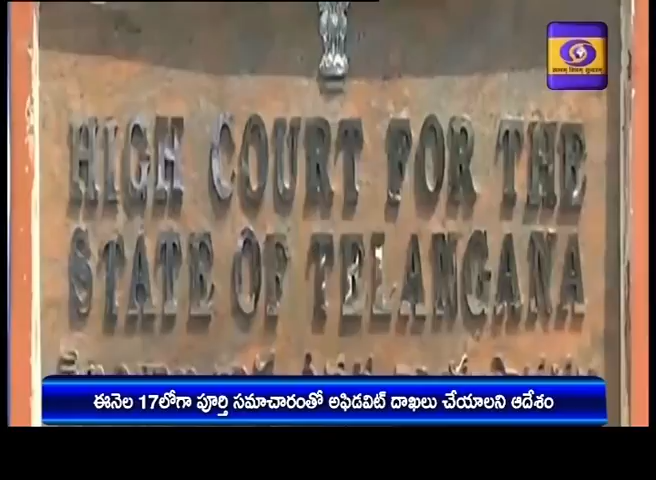 HIGH COURT FOR THE
STATE OF TELANGANA
ఈనెల 17లోగా పూర్తి సమాచారంతో అఫిడవిట్ దాఖలు చేయాలని ఆదేశం